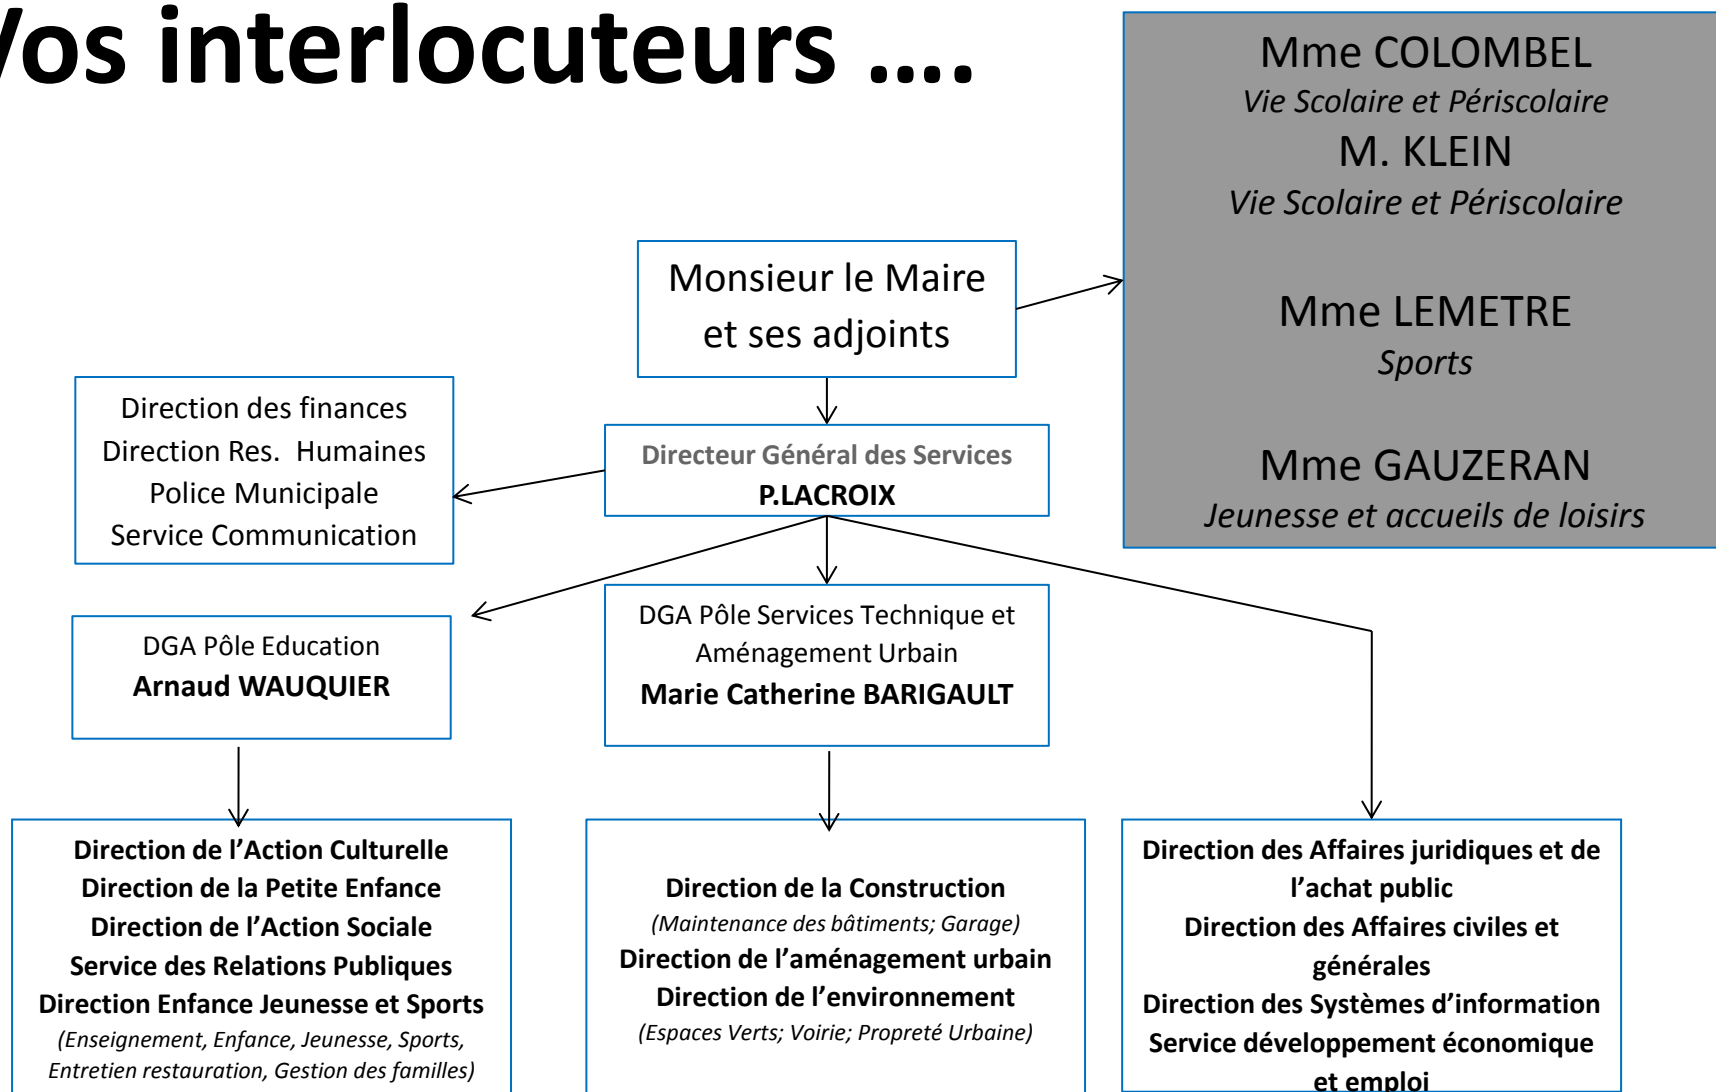 Vos interlocuteurs ....
Mme COLOMBEL
Vie Scolaire et Périscolaire
M. KLEIN
Vie Scolaire et Périscolaire
Mme LEMETRE
Sports
Mme GAUZERAN
Jeunesse et accueils de loisirs
Monsieur le Maire
et ses adjoints
Direction des finances
Direction Res.  Humaines
Police Municipale
Service Communication
Directeur Général des Services
P.LACROIX
DGA Pôle Education
Arnaud WAUQUIER
DGA Pôle Services Technique et
Aménagement Urbain
Marie Catherine BARIGAULT
Direction de l’Action Culturelle
Direction de la Petite Enfance
Direction de l’Action Sociale
Service des Relations Publiques
Direction Enfance Jeunesse et Sports
(Enseignement, Enfance, Jeunesse, Sports,
Entretien restauration, Gestion des familles)
Direction de la Construction
(Maintenance des bâtiments; Garage)
Direction de l’aménagement urbain
Direction de l’environnement
(Espaces Verts; Voirie; Propreté Urbaine)
Direction des Affaires juridiques et de
l’achat public
Direction des Affaires civiles et
générales
Direction des Systèmes d’information
Service développement économique
et emploi